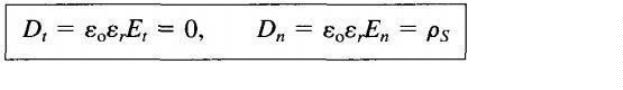 D_t = ε_oε_rE_t = 0, D_n = ε_oε_rE_n = ρ_S